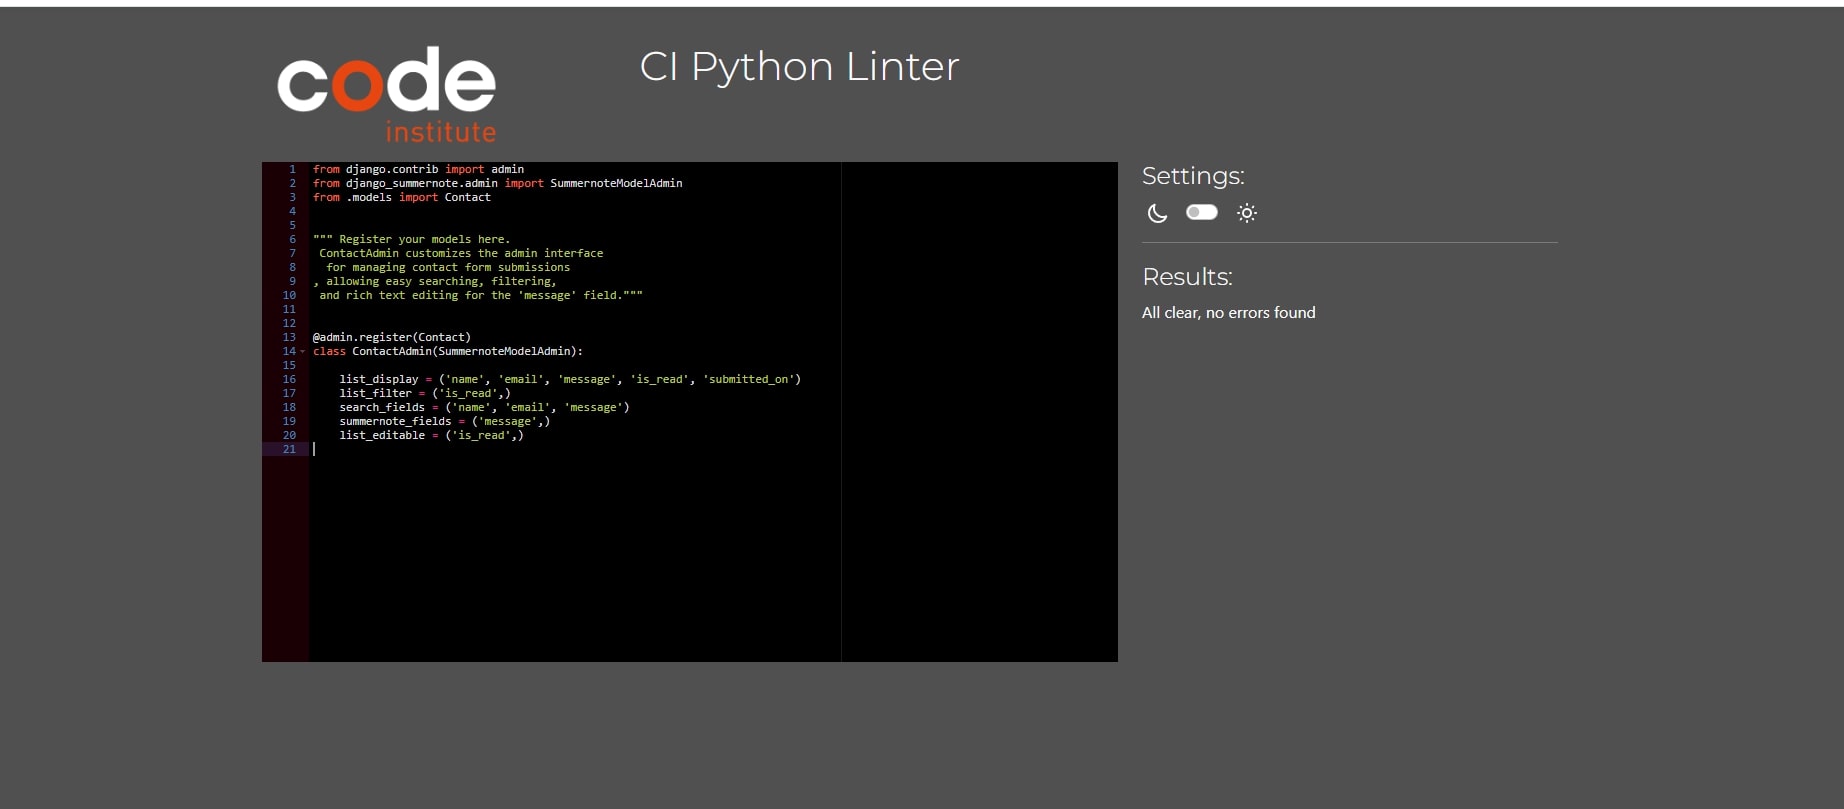 code
institute
CI Python Linter
1 from django.contrib import admin
2 from django_summernote.admin import SummernoteModelAdmin
3 from .models import Contact
4
5
6 """ Register your models here.
7  ContactAdmin customizes the admin interface
8   for managing contact form submissions
9 , allowing easy searching, filtering,
10  and rich text editing for the 'message' field."""
11
12
13 @admin.register(Contact)
14 class ContactAdmin(SummernoteModelAdmin):
15
16     list_display = ('name', 'email', 'message', 'is_read', 'submitted_on')
17     list_filter = ('is_read',)
18     search_fields = ('name', 'email', 'message')
19     summernote_fields = ('message',)
20     list_editable = ('is_read',)
21
Settings:
Results:
All clear, no errors found